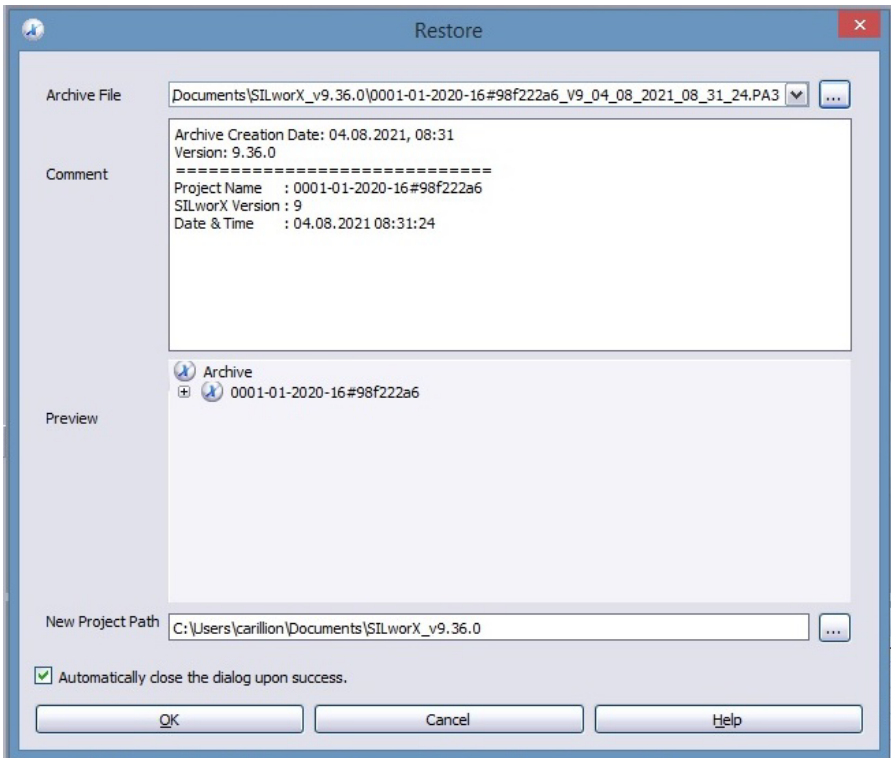 Restore
Archive File
Documents\SILworX_v9.36.0\0001-01-2020-16#98f222a6_V9_04_08_2021_08_31_24.PA3
...
Comment
Archive Creation Date: 04.08.2021, 08:31
Version: 9.36.0
=============================
Project Name : 0001-01-2020-16#98f222a6
SILworX Version : 9
Date & Time : 04.08.2021 08:31:24
Preview
Archive
0001-01-2020-16#98f222a6
New Project Path
C:\Users\carillion\Documents\SILworX_v9.36.0
...
Automatically close the dialog upon success.
OK
Cancel
Help